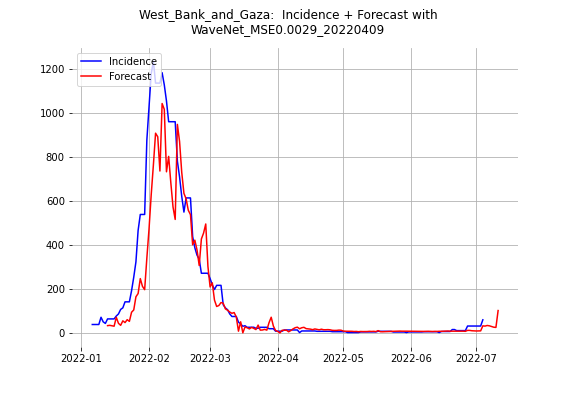 West_Bank_and_Gaza:  Incidence + Forecast with
WaveNet_MSE0.0029_20220409
Incidence
Forecast
1200
1000
800
600
400
200
0
2022-01 2022-02 2022-03 2022-04 2022-05 2022-06 2022-07